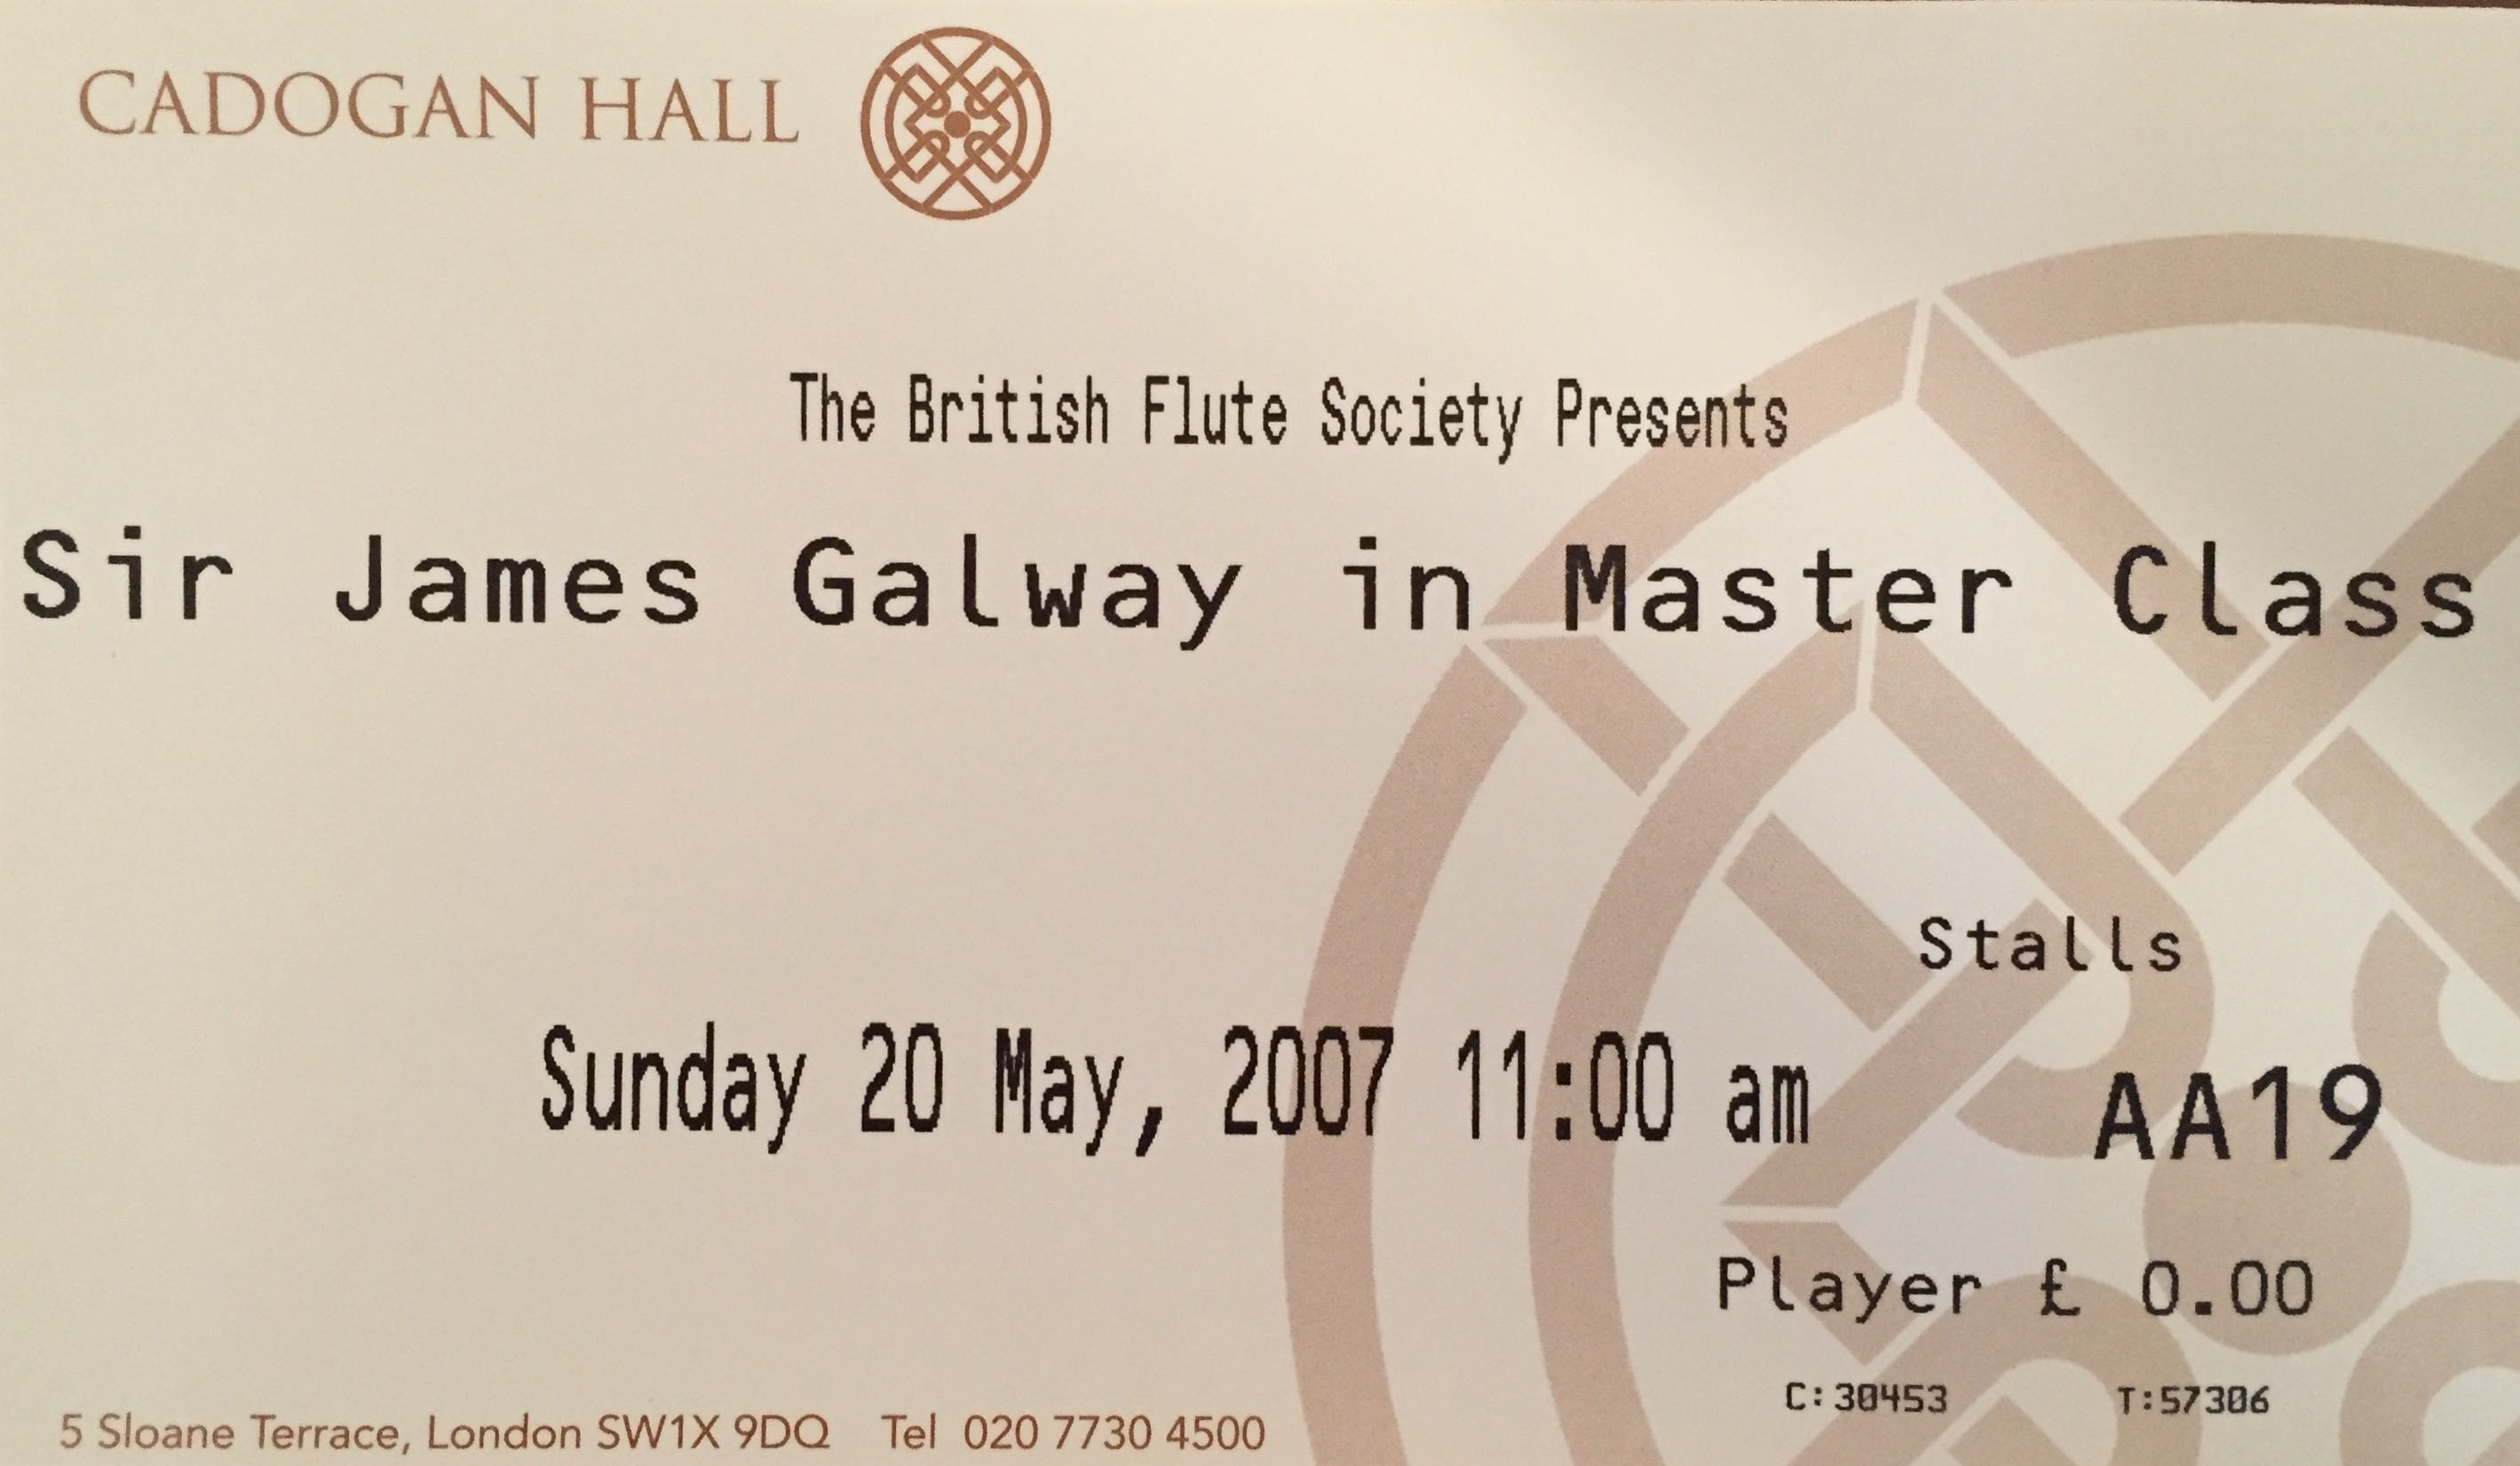 CADOGAN HALL
The British Flute Society Presents
Sir James Galway in Master Class
Stalls
Sunday 20 May, 2007 11:00 am
AA19
Player £ 0.00
C:30453 T:57306
5 Sloane Terrace, London SW1X 9DQ Tel 020 7730 4500